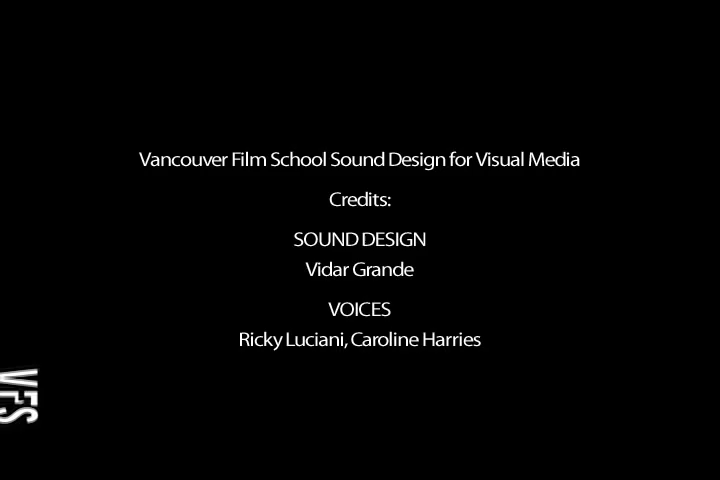 Vancouver Film School Sound Design for Visual Media
Credits:
SOUND DESIGN
Vidar Grande
VOICES
Ricky Luciani, Caroline Harries
VFS